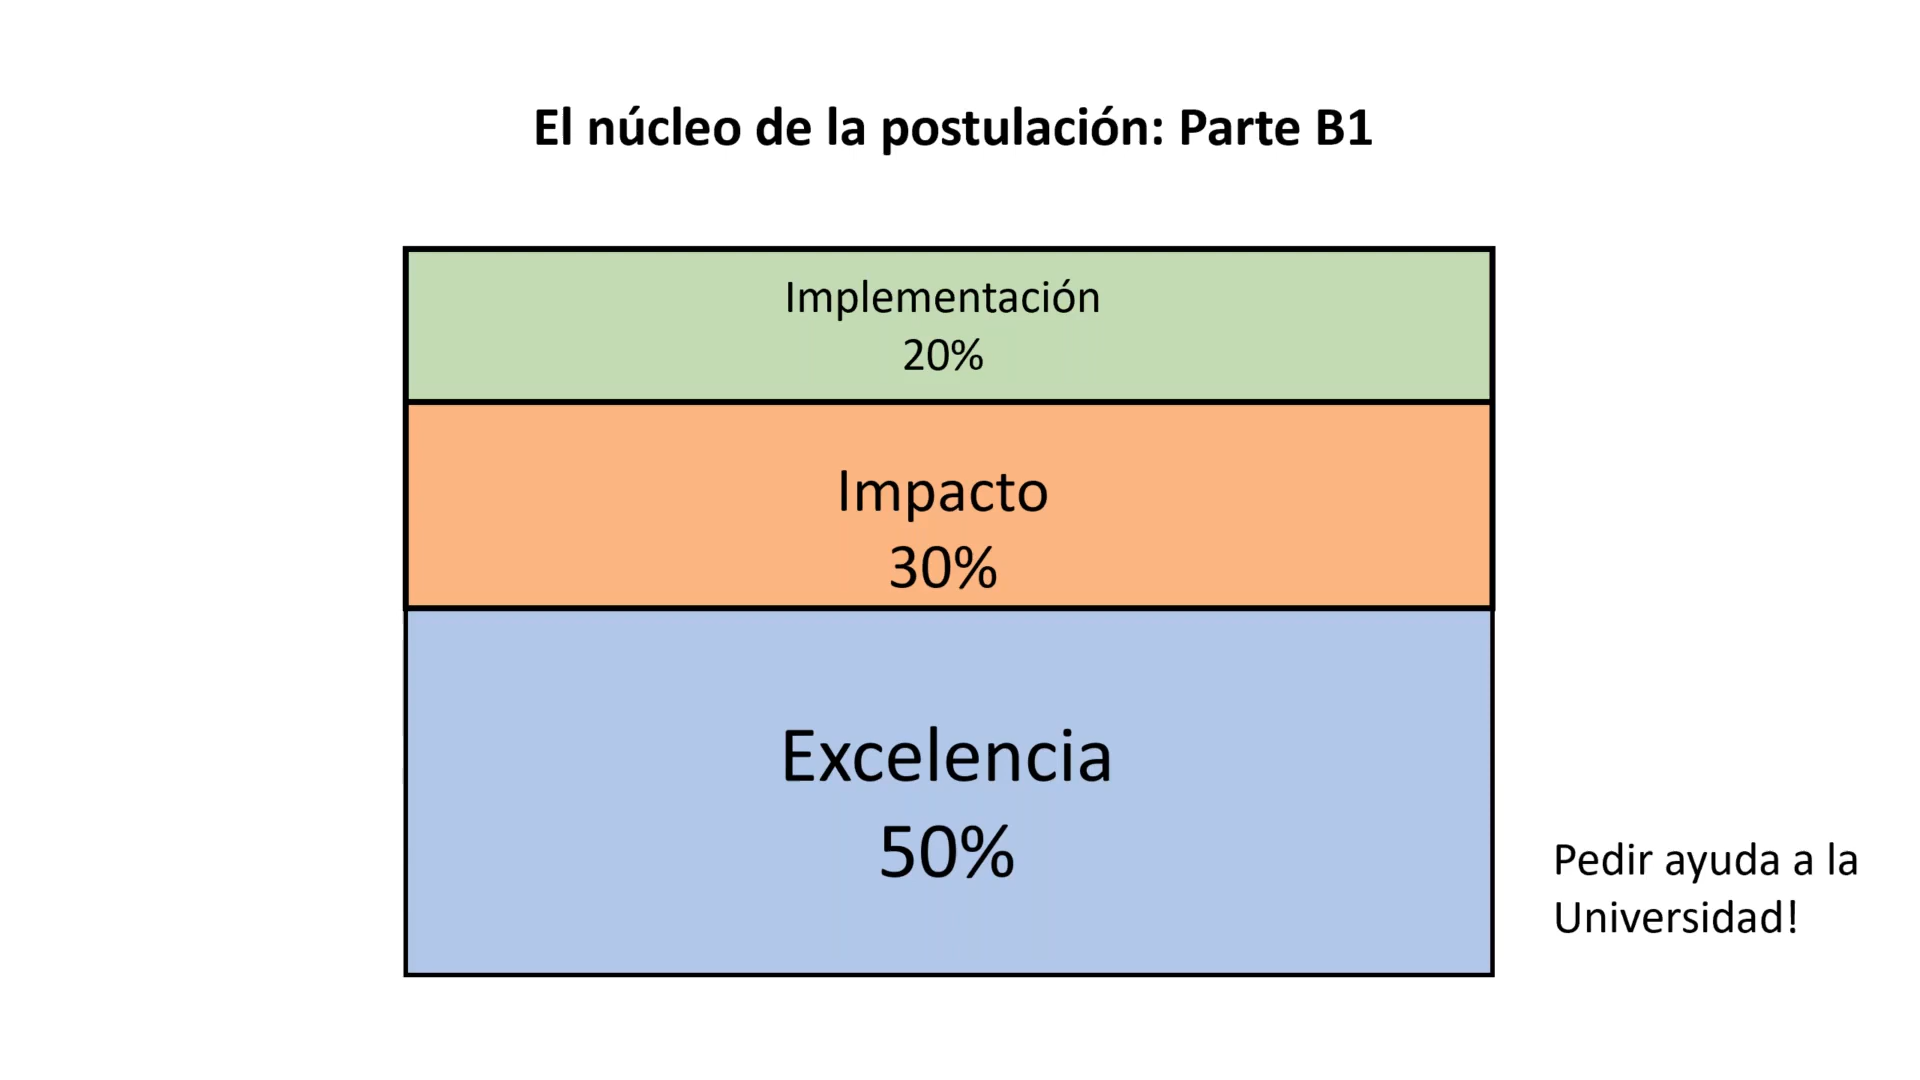 El núcleo de la postulación: Parte B1
Implementación
20%
Impacto
30%
Excelencia
50%
Pedir ayuda a la
Universidad!